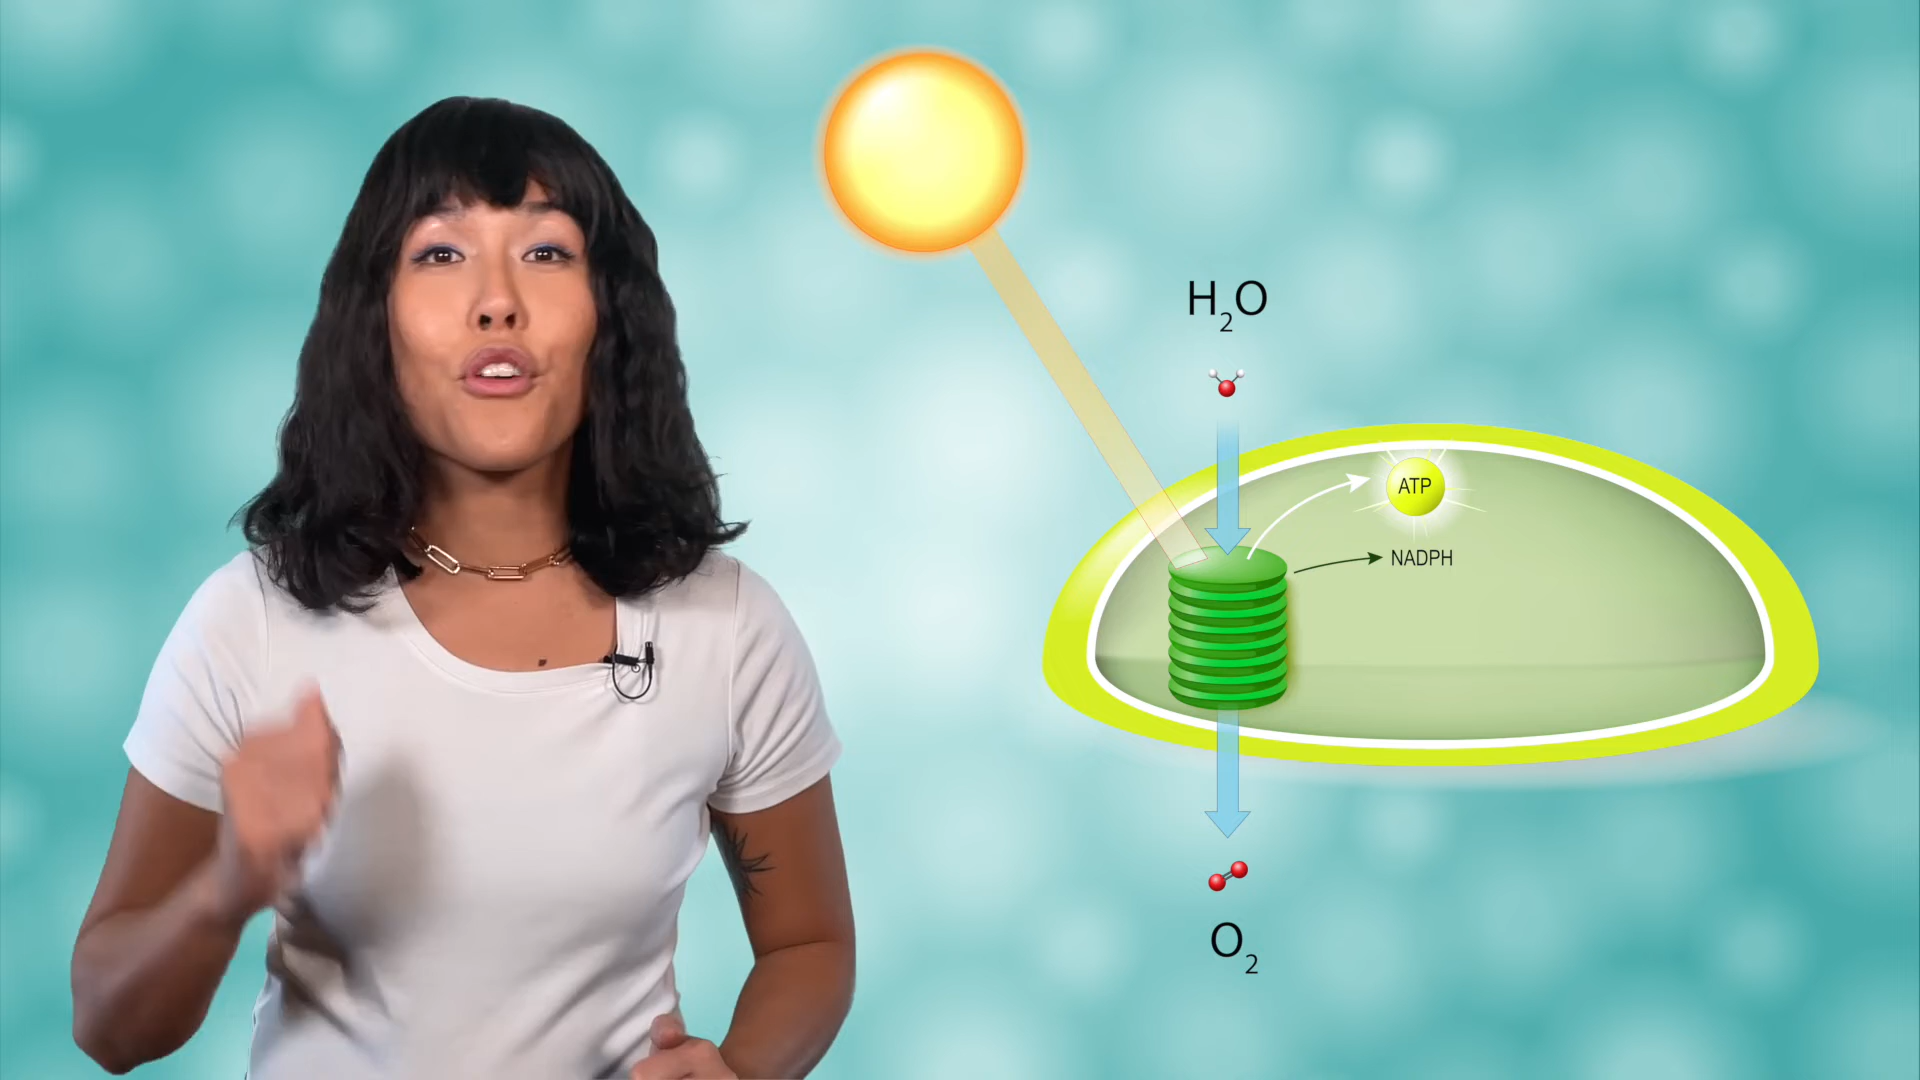 H₂O
ATP
NADPH
O₂